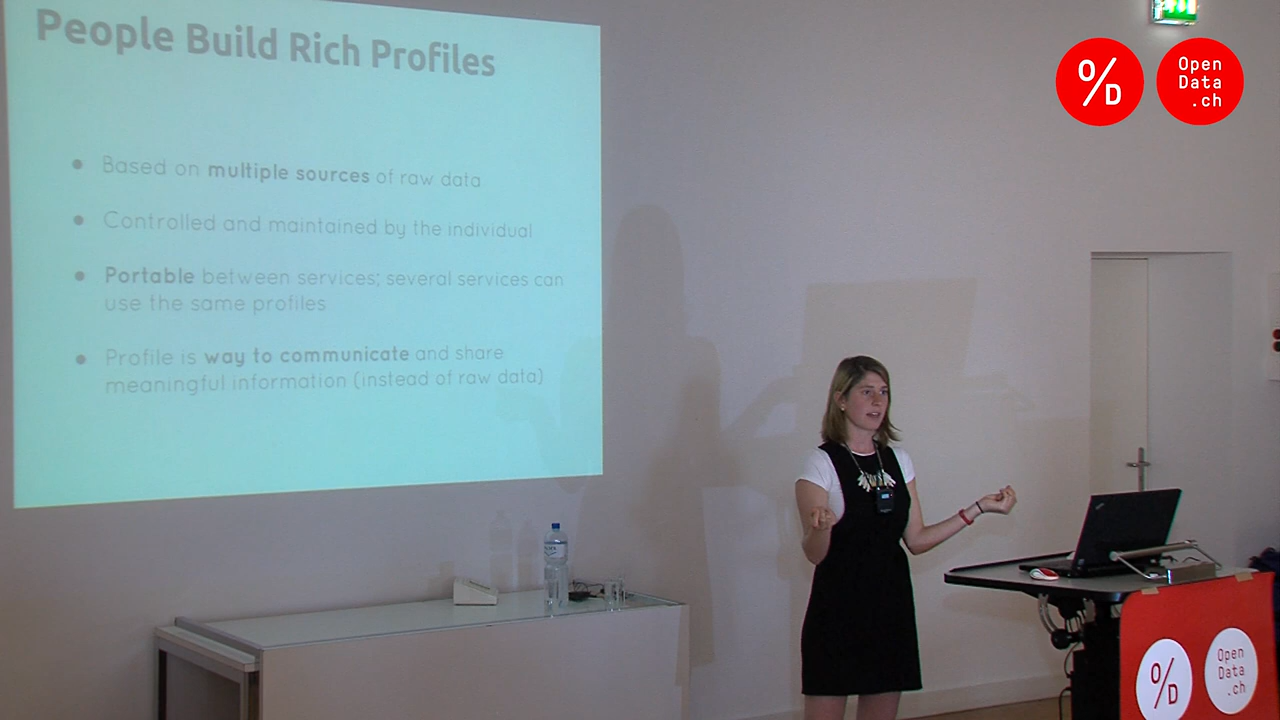 People Build Rich Profiles
Based on multiple sources of raw data
Controlled and maintained by the individual
Portable between services; several services can
use the same profiles
Profile is way to communicate and share
meaningful information (instead of raw data)
O/D
Open
Data
.ch
O/D
Open
Data
.ch